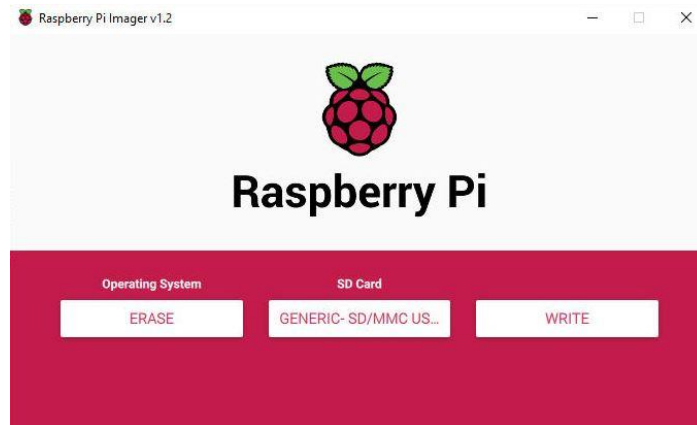 Raspberry Pi Imager v1.2
Raspberry Pi
Operating System
SD Card
ERASE
GENERIC- SD/MMC US...
WRITE